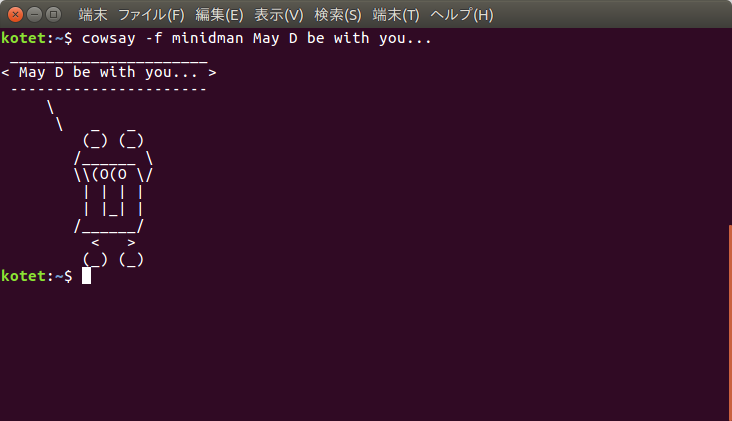 端末 ファイル(F) 編集(E) 表示(V) 検索(S) 端末(T) ヘルプ(H)
kotet:~$ cowsay -f minidman May D be with you...
 ______________________
< May D be with you... >
 ----------------------
     \
      \   _   _
         (_) (_)
        /______ \
        \\(O(O \/
         | | | |
         | |_| |
        /______/
          <   >
         (_) (_)
kotet:~$